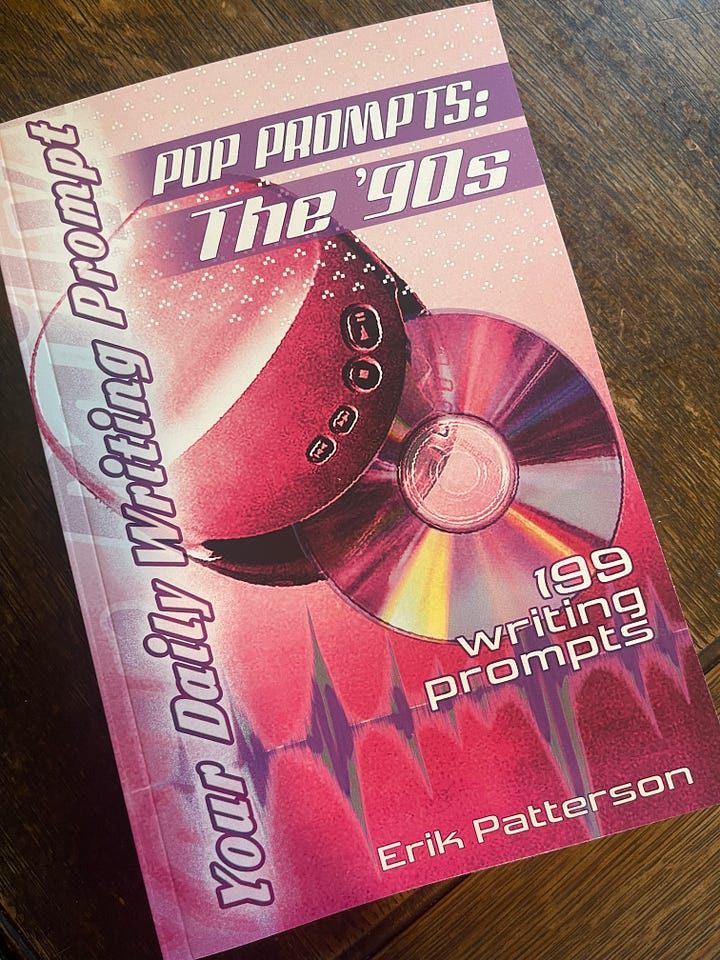 POP PROMPTS:
The '90s
Your Daily Writing Prompt
199
writing
prompts
Erik Patterson